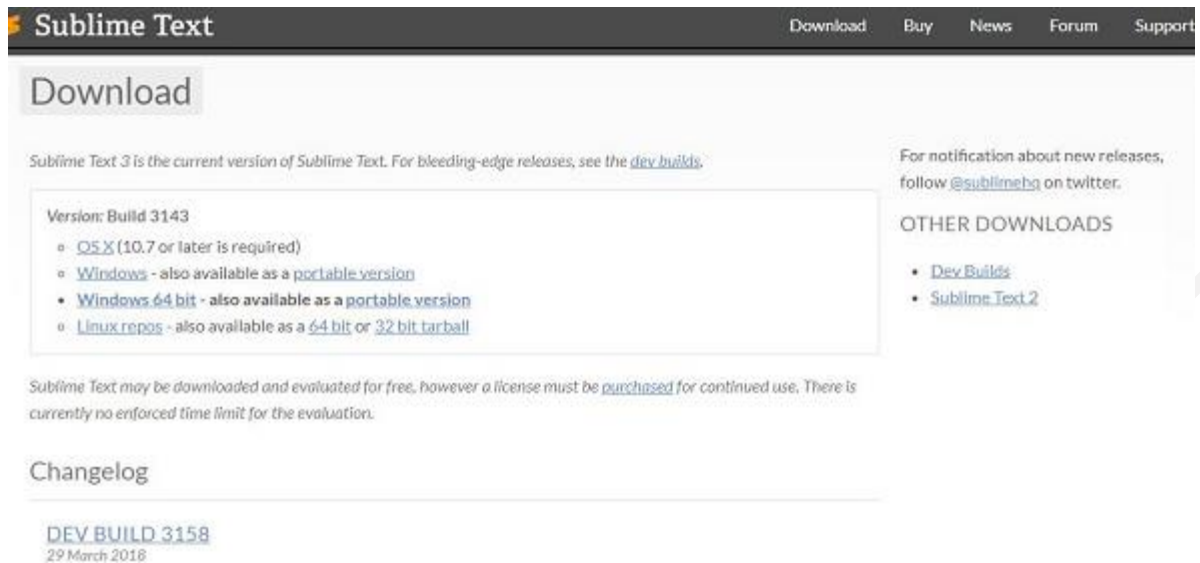 Sublime Text
Download Buy News Forum Support
Download
Sublime Text 3 is the current version of Sublime Text. For bleeding-edge releases, see the dev builds.
Version: Build 3143
OS X (10.7 or later is required)
Windows - also available as a portable version
Windows 64 bit - also available as a portable version
Linux repos - also available as a 64 bit or 32 bit tarball
Sublime Text may be downloaded and evaluated for free, however a license must be purchased for continued use. There is
currently no enforced time limit for the evaluation.
Changelog
DEV BUILD 3158
29 March 2018
For notification about new releases,
follow @sublimehq on twitter.
OTHER DOWNLOADS
Dev Builds
Sublime Text 2